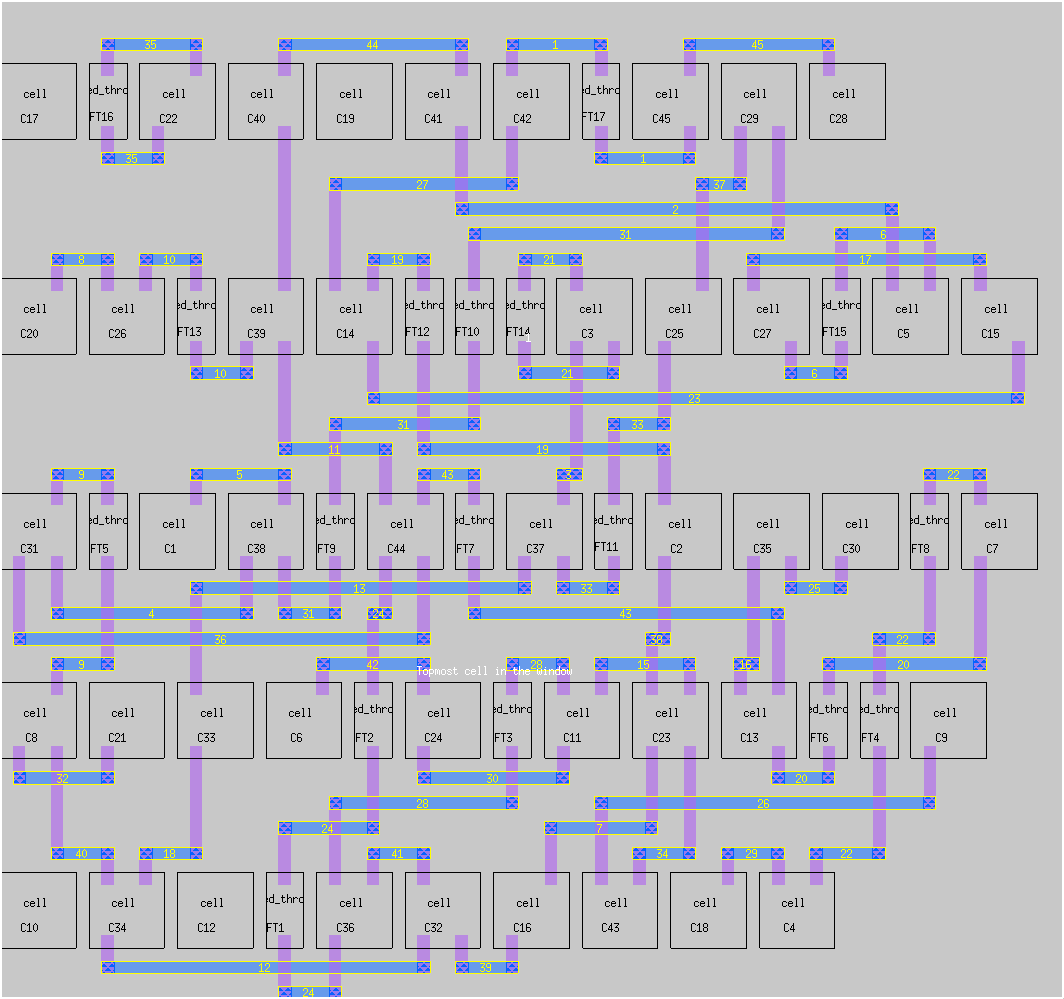 35 44 1 45
cell ed_thro cell cell cell cell cell ed_thro cell cell cell
C17 FT16 C22 C40 C19 C41 C42 FT17 C45 C29 C28
35 1
27 37
2
31 6
8 10 19 21 17
cell cell ed_thro cell cell ed_thro ed_thro ed_thro cell cell cell ed_thro cell cell
C20 C26 FT13 C39 C14 FT12 FT10 FT14 C3 C25 C27 FT15 C5 C15
10 21 6
23
31 33
11 19
9 5 43 3 22
cell ed_thro cell cell ed_thro cell ed_thro cell ed_thro cell cell cell ed_thro cell
C31 FT5 C1 C38 FT9 C44 FT7 C37 FT11 C2 C35 C30 FT8 C7
13 33 25
4 31 24 43
36 38 22
9 42 28 15 16 20
Topmost cell in the window
cell cell cell cell ed_thro cell ed_thro cell cell cell ed_thro ed_thro cell
C8 C21 C33 C6 FT2 C24 FT3 C11 C23 C13 FT6 FT4 C9
32 30 20
28 26
24 7
40 18 41 34 29 22
cell cell cell ed_thro cell cell cell cell cell cell
C10 C34 C12 FT1 C36 C32 C16 C43 C18 C4
12 39
24